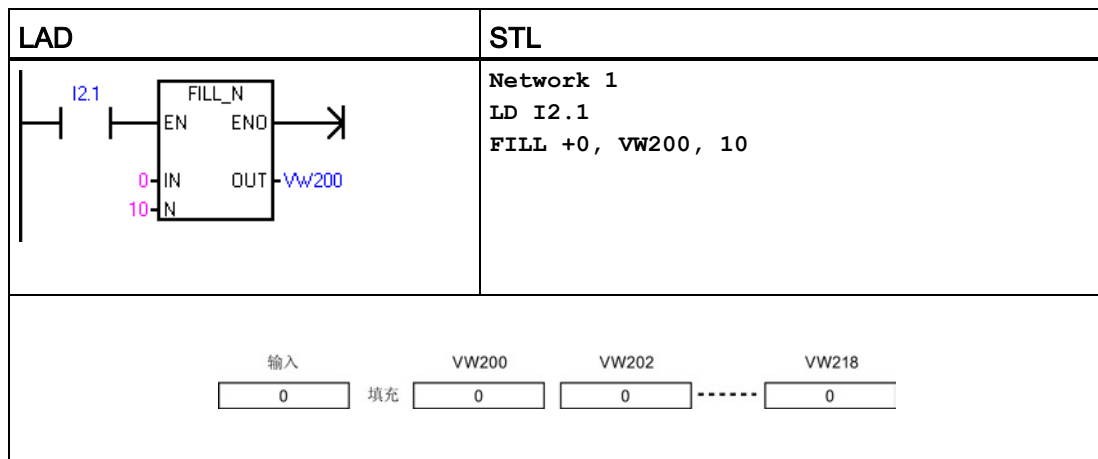 LAD
STL
I2.1
FILL_N
EN ENO
0 IN OUT VW200
10 N
Network 1
LD I2.1
FILL +0, VW200, 10
输入 VW200 VW202 VW218
0 填充 0 0 ------ 0